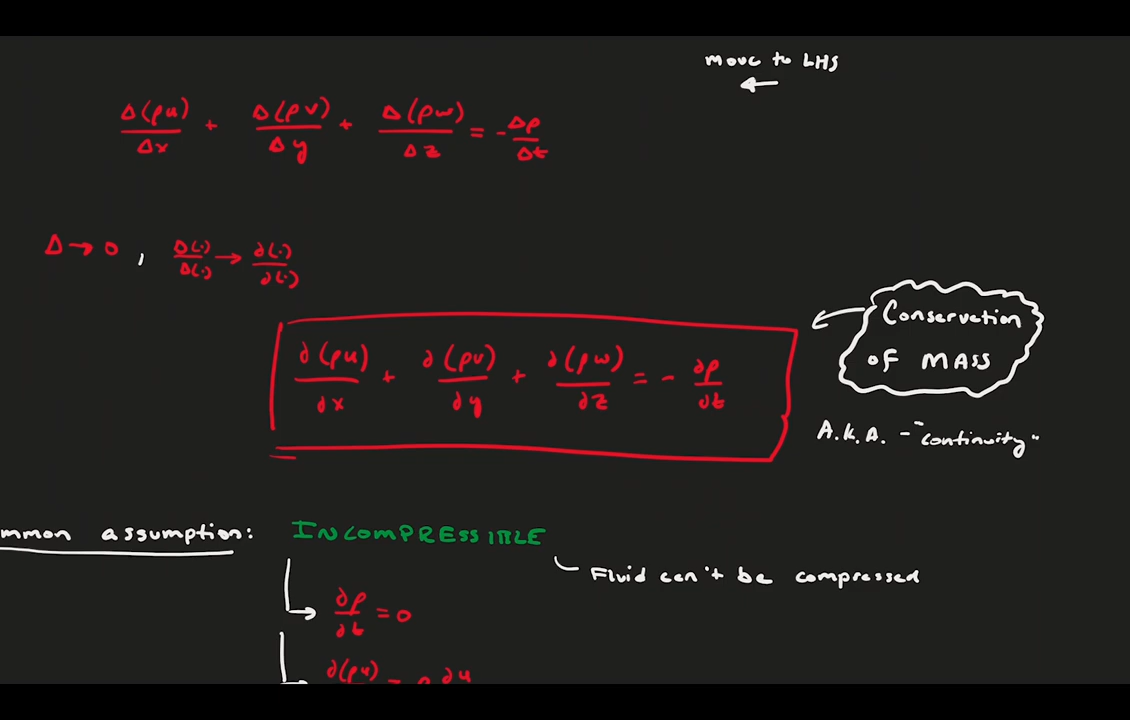 move to LHS
←
Δ(ρu)/Δx + Δ(ρv)/Δy + Δ(ρw)/Δz = - Δρ/Δt
Δ → 0 , Δ(·)/Δ(·) → ∂(·)/∂(·)
Conservation
of MASS
∂(ρu)/∂x + ∂(ρv)/∂y + ∂(ρw)/∂z = - ∂ρ/∂t
A.K.A. - "continuity"
mmon assumption: INCOMPRESSIBLE
Fluid can't be compressed
∂ρ/∂t = 0
∂(ρu) = ρ ∂u